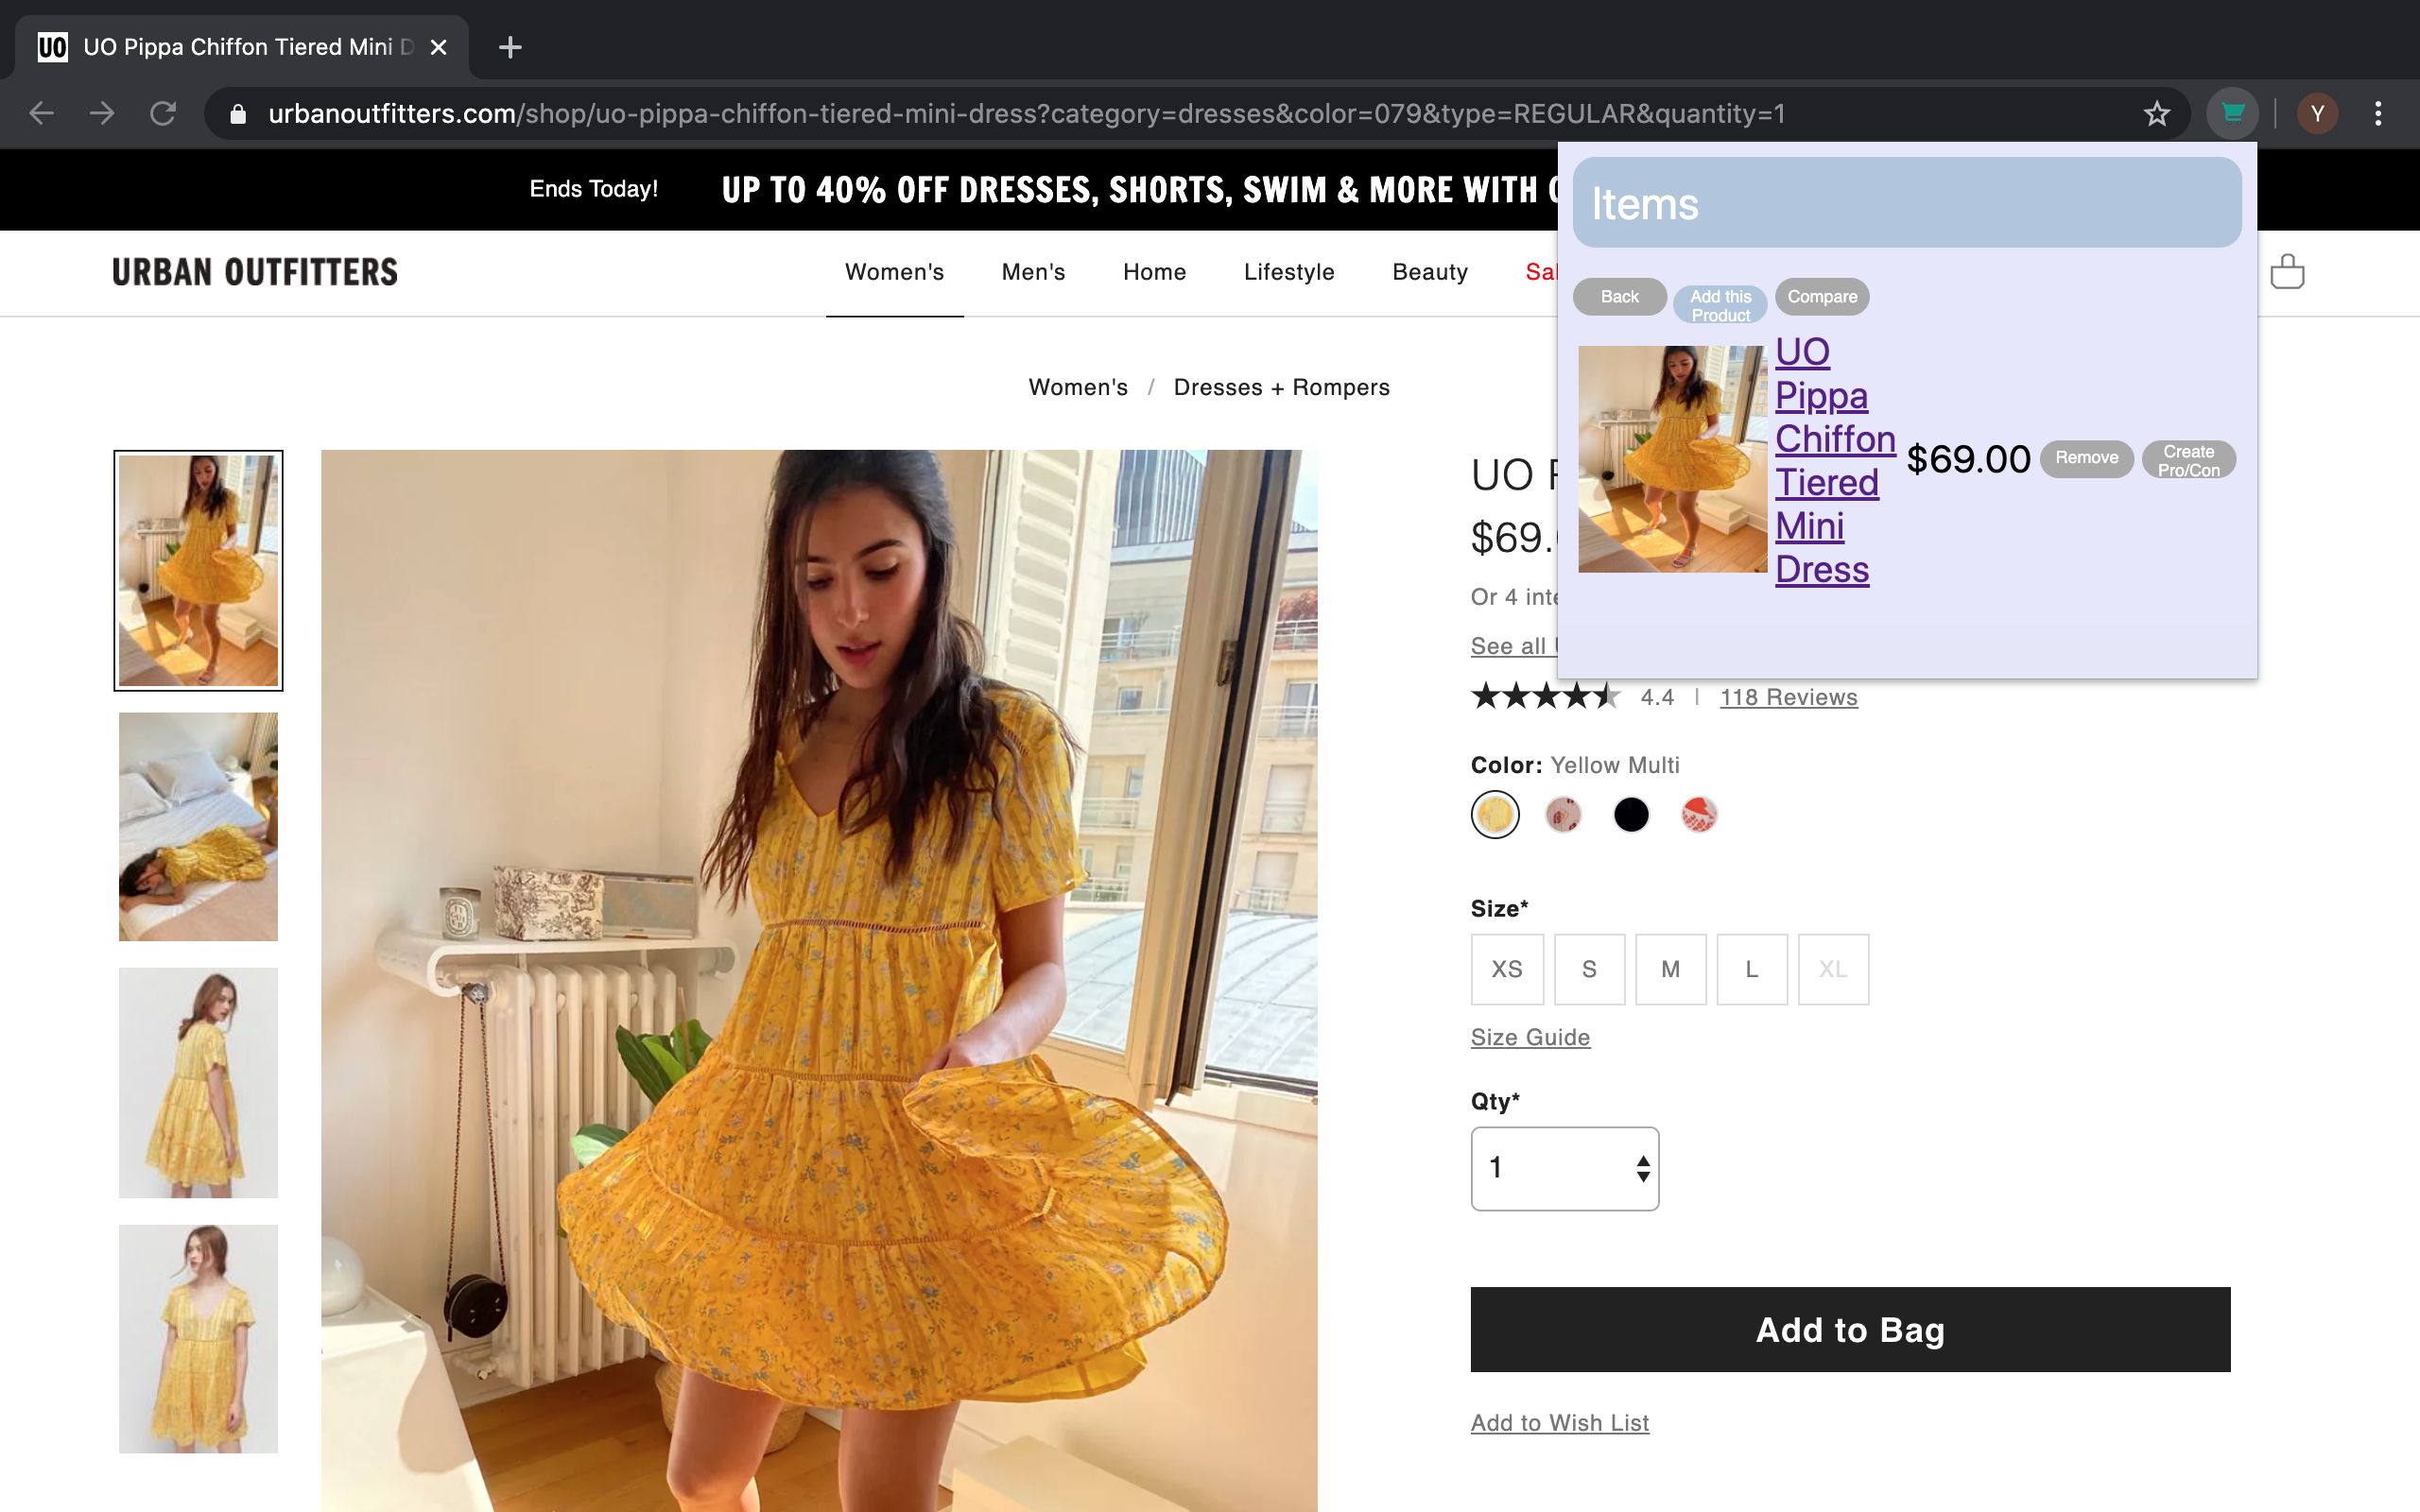 UO UO Pippa Chiffon Tiered Mini D
urbanoutfitters.com/shop/uo-pippa-chiffon-tiered-mini-dress?category=dresses&color=079&type=REGULAR&quantity=1
Y
Ends Today! UP TO 40% OFF DRESSES, SHORTS, SWIM & MORE WITH
URBAN OUTFITTERS
Women's Men's Home Lifestyle Beauty Sal
Women's / Dresses + Rompers
Items
Back
Add this
Product
Compare
UO
Pippa
Chiffon
Tiered
Mini
Dress
$69.00
Remove
Create
Pro/Con
UO
$69.
Or 4 inte
See all
4.4 | 118 Reviews
Color: Yellow Multi
Size*
XS S M L XL
Size Guide
Qty*
1
Add to Bag
Add to Wish List